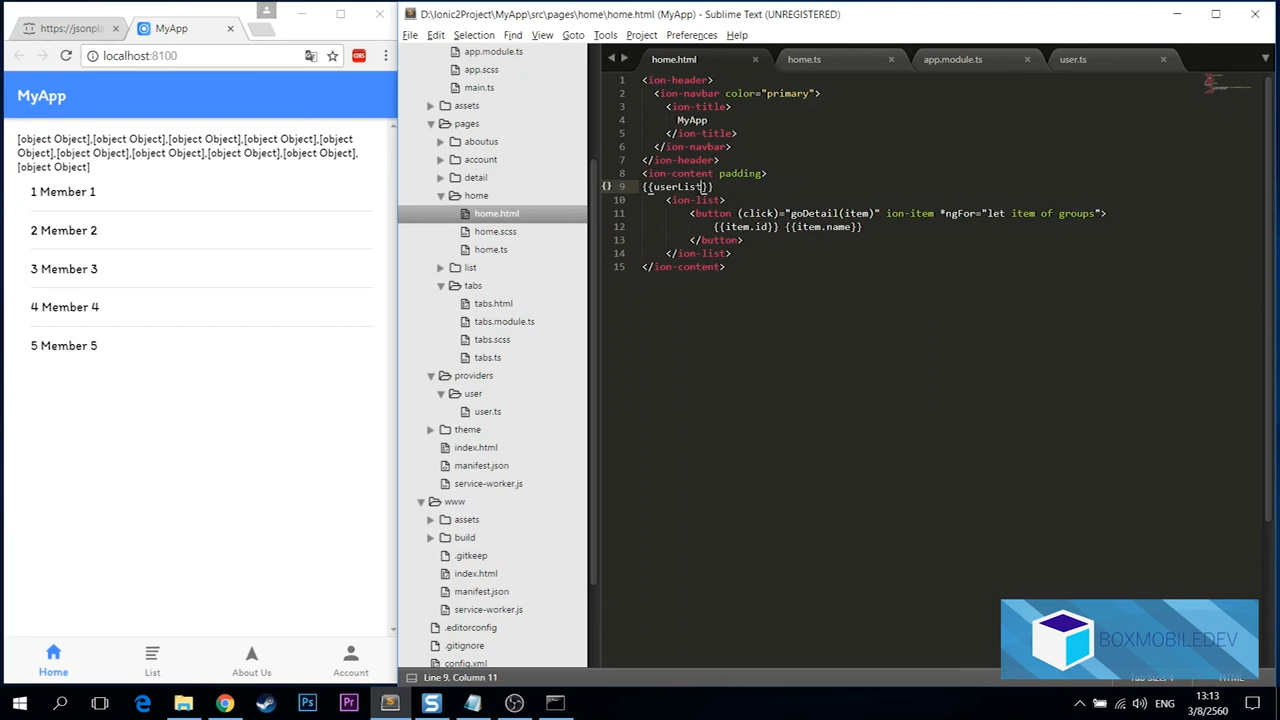 https://jsonpla
MyApp
localhost:8100
MyApp
[object Object],[object Object],[object Object],[object Object],[object
Object],[object Object],[object Object],[object Object],[object Object],
[object Object]
1 Member 1
2 Member 2
3 Member 3
4 Member 4
5 Member 5
Home
List
About Us
Account
D:\Ionic2Project\MyApp\src\pages\home\home.html (MyApp) - Sublime Text (UNREGISTERED)
File Edit Selection Find View Goto Tools Project Preferences Help
app.module.ts
app.scss
main.ts
assets
pages
aboutus
account
detail
home
home.html
home.scss
home.ts
list
tabs
tabs.html
tabs.module.ts
tabs.scss
tabs.ts
providers
user
user.ts
theme
index.html
manifest.json
service-worker.js
www
assets
build
.gitkeep
index.html
manifest.json
service-worker.js
.editorconfig
.gitignore
config.xml
home.html
home.ts
app.module.ts
user.ts
1 <ion-header>
2 <ion-navbar color="primary">
3 <ion-title>
4 MyApp
5 </ion-title>
6 </ion-navbar>
7 </ion-header>
8 <ion-content padding>
{} 9 {{userList}}
10 <ion-list>
11 <button (click)="goDetail(item)" ion-item *ngFor="let item of groups">
12 {{item.id}} {{item.name}}
13 </button>
14 </ion-list>
15 </ion-content>
BOXMOBILEDEV
Line 9, Column 11
ENG
13:13
3/8/2560